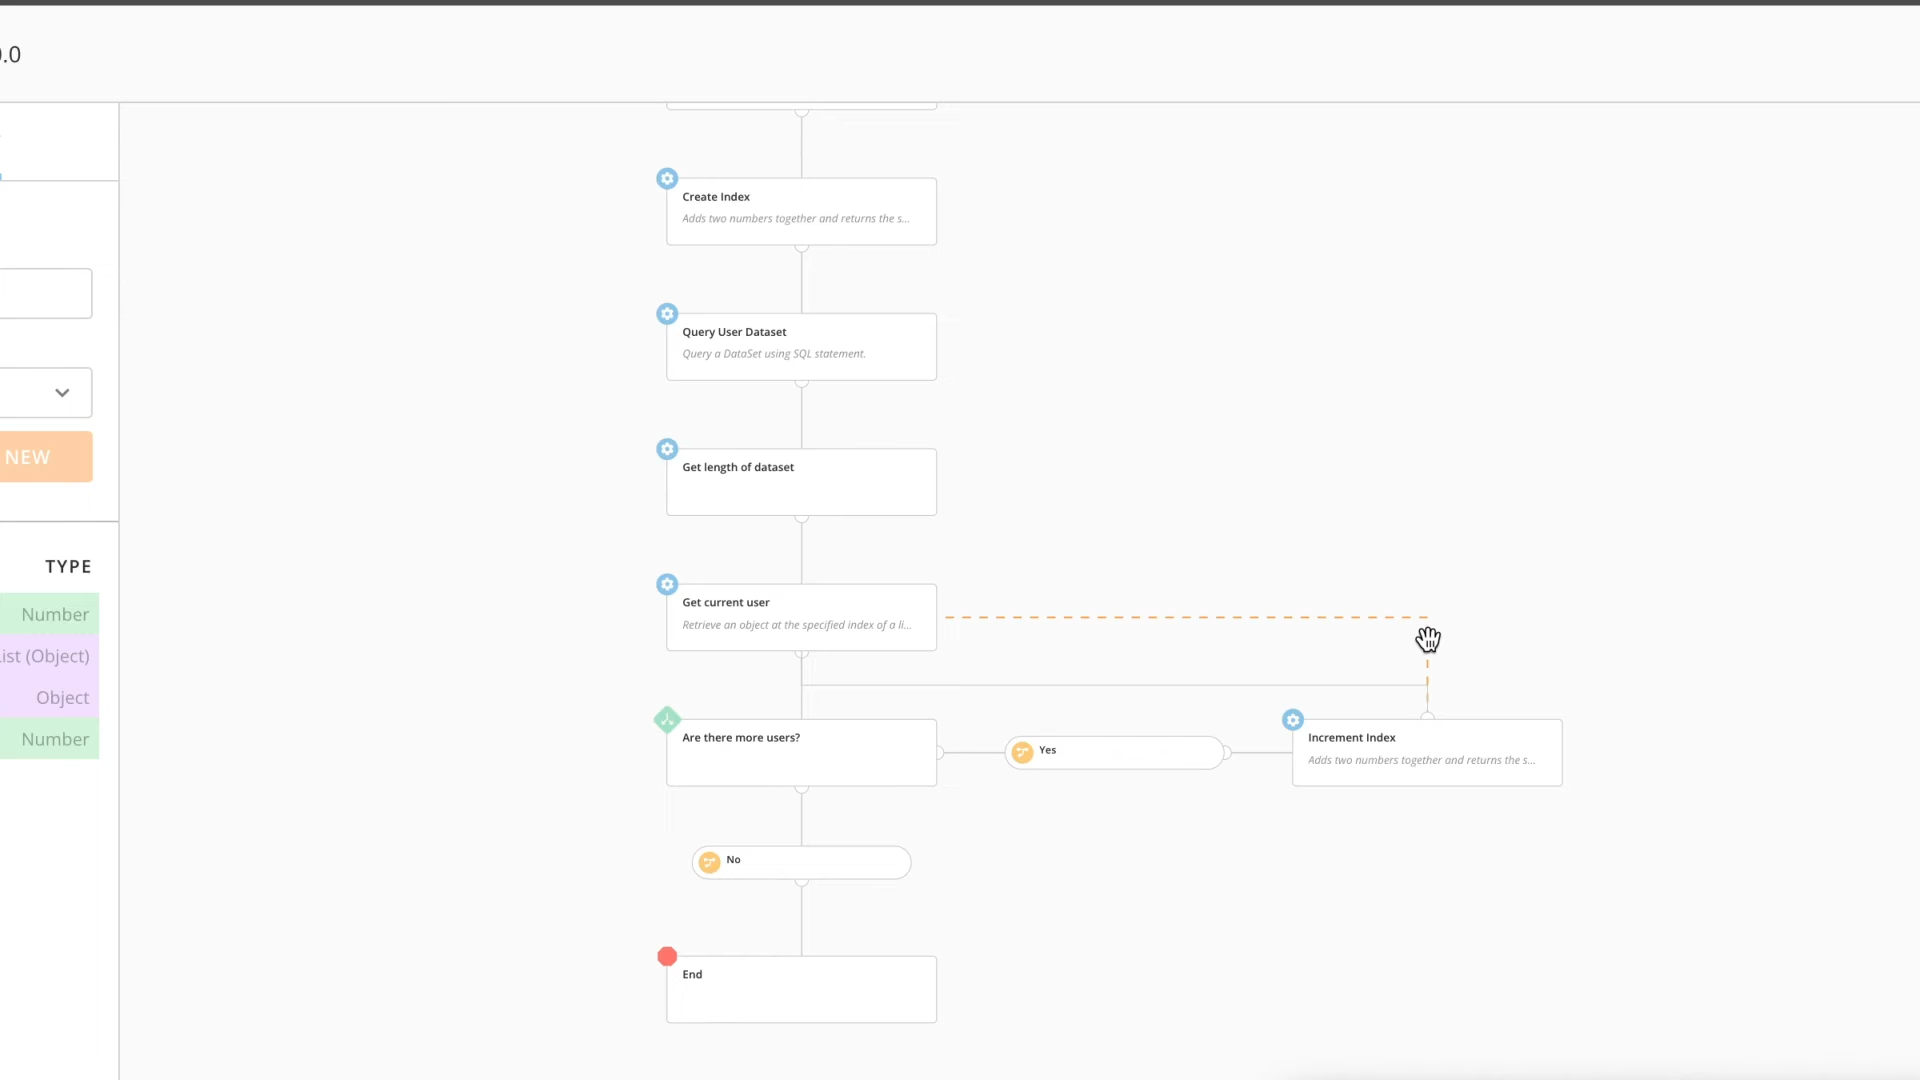 .0
Create Index
Adds two numbers together and returns the s...
Query User Dataset
Query a DataSet using SQL statement.
NEW
Get length of dataset
TYPE
Number
ist (Object)
Object
Number
Get current user
Retrieve an object at the specified index of a li...
Are there more users?
Yes
Increment Index
Adds two numbers together and returns the s...
No
End